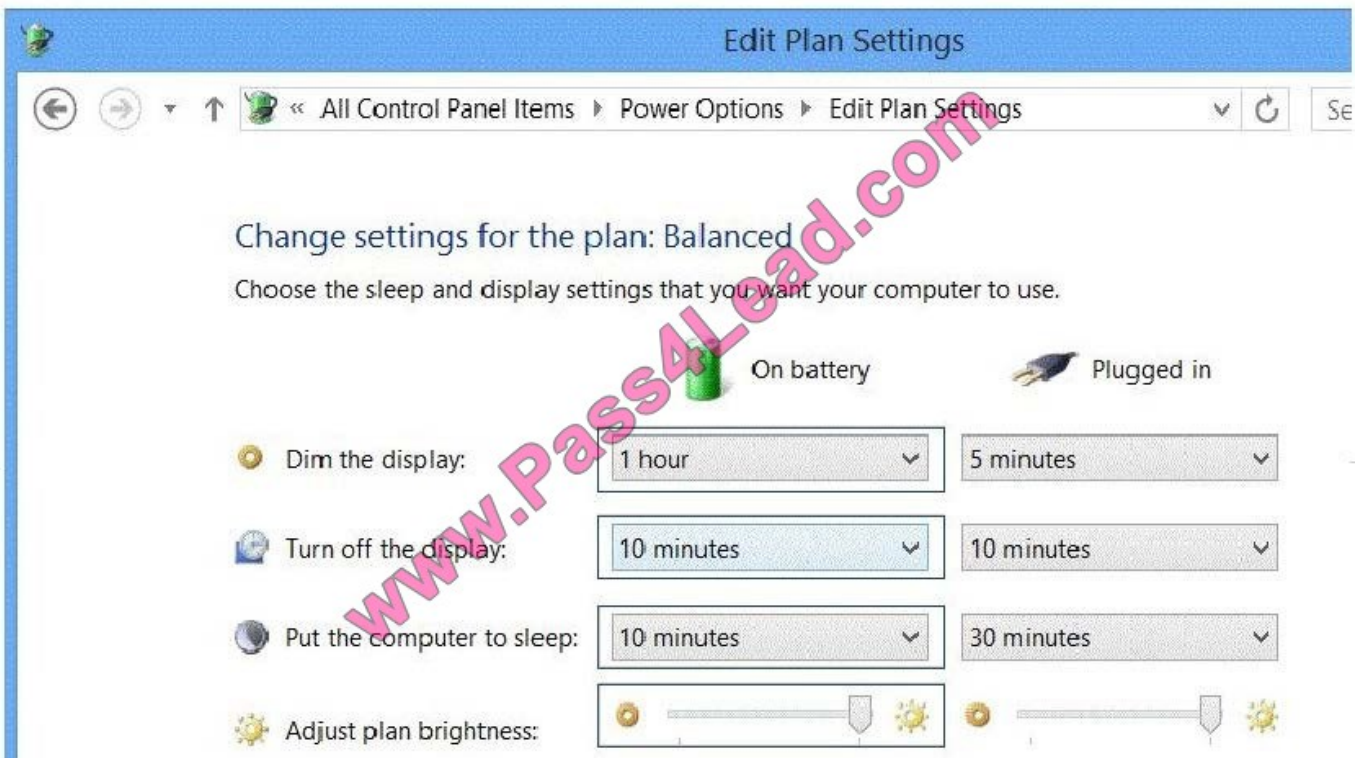 Edit Plan Settings
« All Control Panel Items Power Options Edit Plan Settings
Change settings for the plan: Balanced
Choose the sleep and display settings that you want your computer to use.
On battery Plugged in
Dim the display: 1 hour 5 minutes
Turn off the display: 10 minutes 10 minutes
Put the computer to sleep: 10 minutes 30 minutes
Adjust plan brightness:
www.Pass4Lead.com